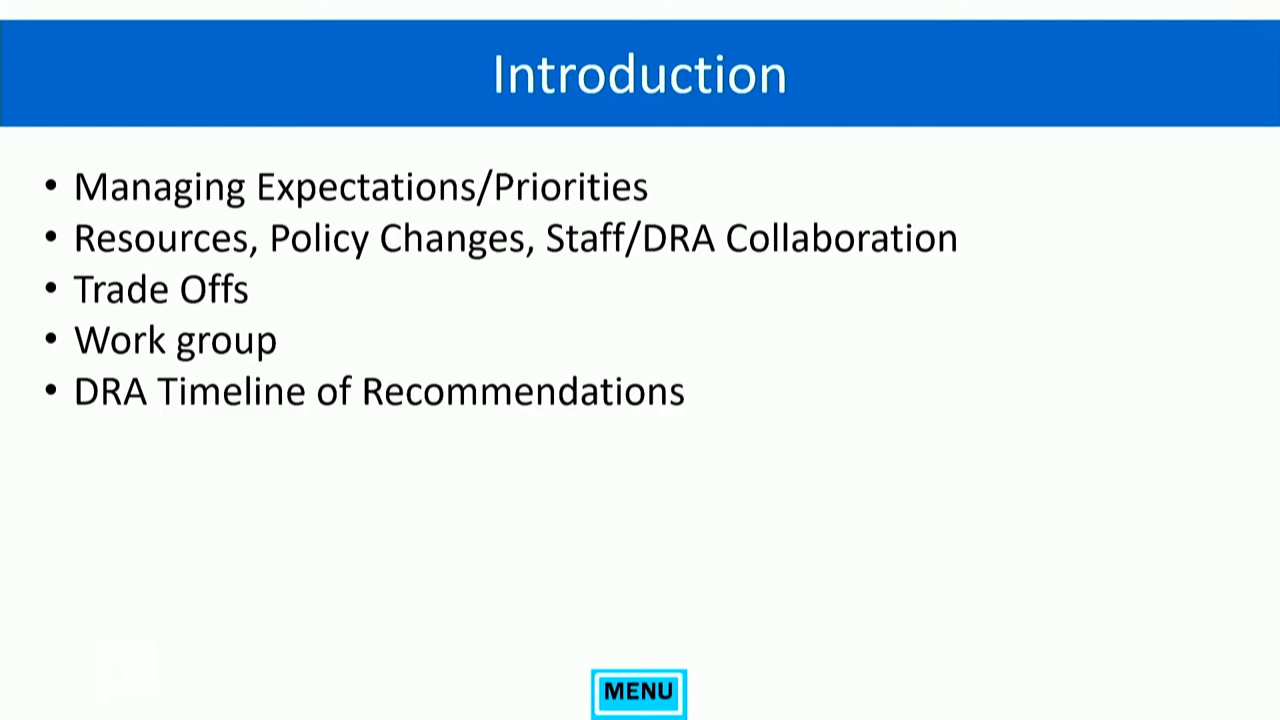 Introduction
• Managing Expectations/Priorities
• Resources, Policy Changes, Staff/DRA Collaboration
• Trade Offs
• Work group
• DRA Timeline of Recommendations
MENU